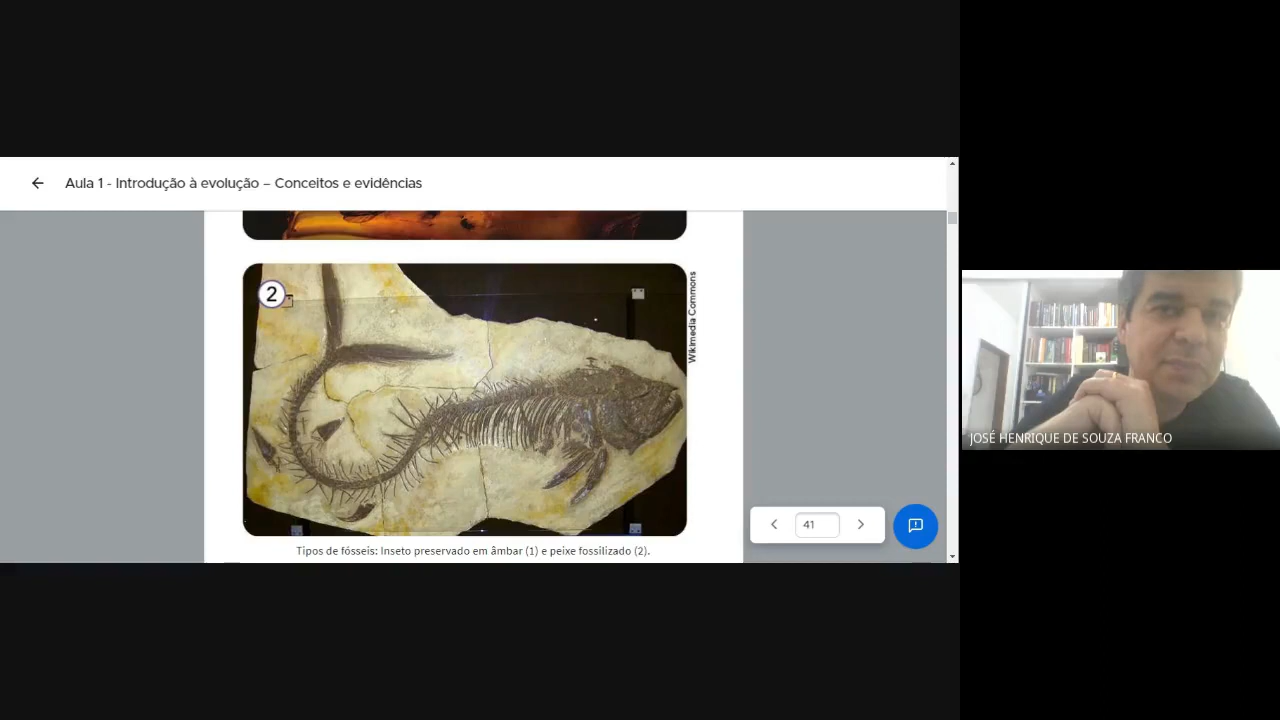 Aula 1 - Introdução à evolução – Conceitos e evidências
2
Wikimedia Commons
41
Tipos de fósseis: Inseto preservado em âmbar (1) e peixe fossilizado (2).
JOSÉ HENRIQUE DE SOUZA FRANCO